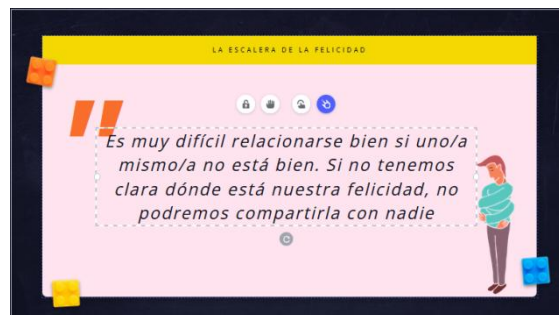 LA ESCALERA DE LA FELICIDAD
Es muy difícil relacionarse bien si uno/a
mismo/a no está bien. Si no tenemos
clara dónde está nuestra felicidad, no
podremos compartirla con nadie